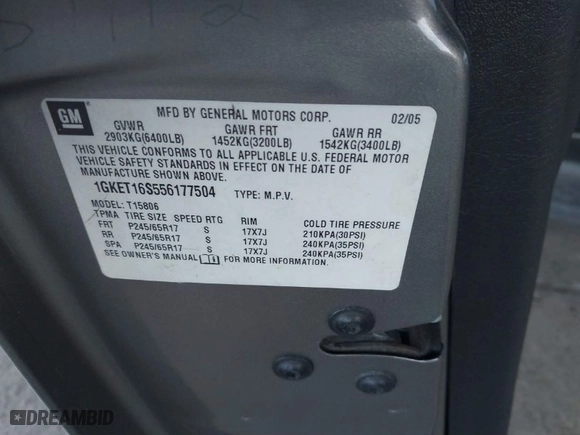 GM
MFD BY GENERAL MOTORS CORP. 02/05
GVWR GAWR FRT GAWR RR
2903KG(6400LB) 1452KG(3200LB) 1542KG(3400LB)
THIS VEHICLE CONFORMS TO ALL APPLICABLE U.S. FEDERAL MOTOR
VEHICLE SAFETY STANDARDS IN EFFECT ON THE DATE OF
MANUFACTURE SHOWN ABOVE.
1GKET16S556177504 TYPE: M.P.V.
MODEL: T15806
TPMA TIRE SIZE SPEED RTG RIM COLD TIRE PRESSURE
FRT P245/65R17 S 17X7J 210KPA(30PSI)
RR P245/65R17 S 17X7J 240KPA(35PSI)
SPA P245/65R17 S 17X7J 240KPA(35PSI)
SEE OWNER'S MANUAL FOR MORE INFORMATION.
DREAMBID